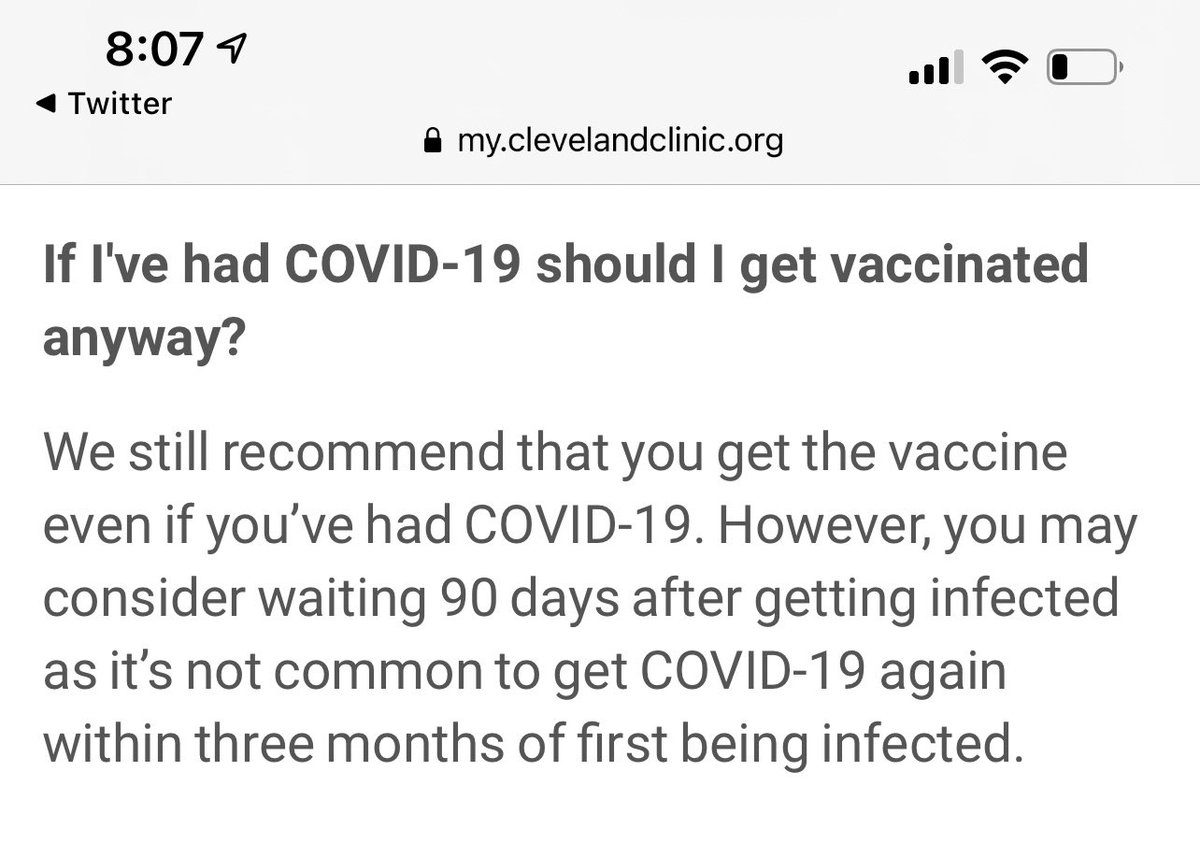 8:07
Twitter
my.clevelandclinic.org
If I've had COVID-19 should I get vaccinated
anyway?
We still recommend that you get the vaccine
even if you’ve had COVID-19. However, you may
consider waiting 90 days after getting infected
as it’s not common to get COVID-19 again
within three months of first being infected.